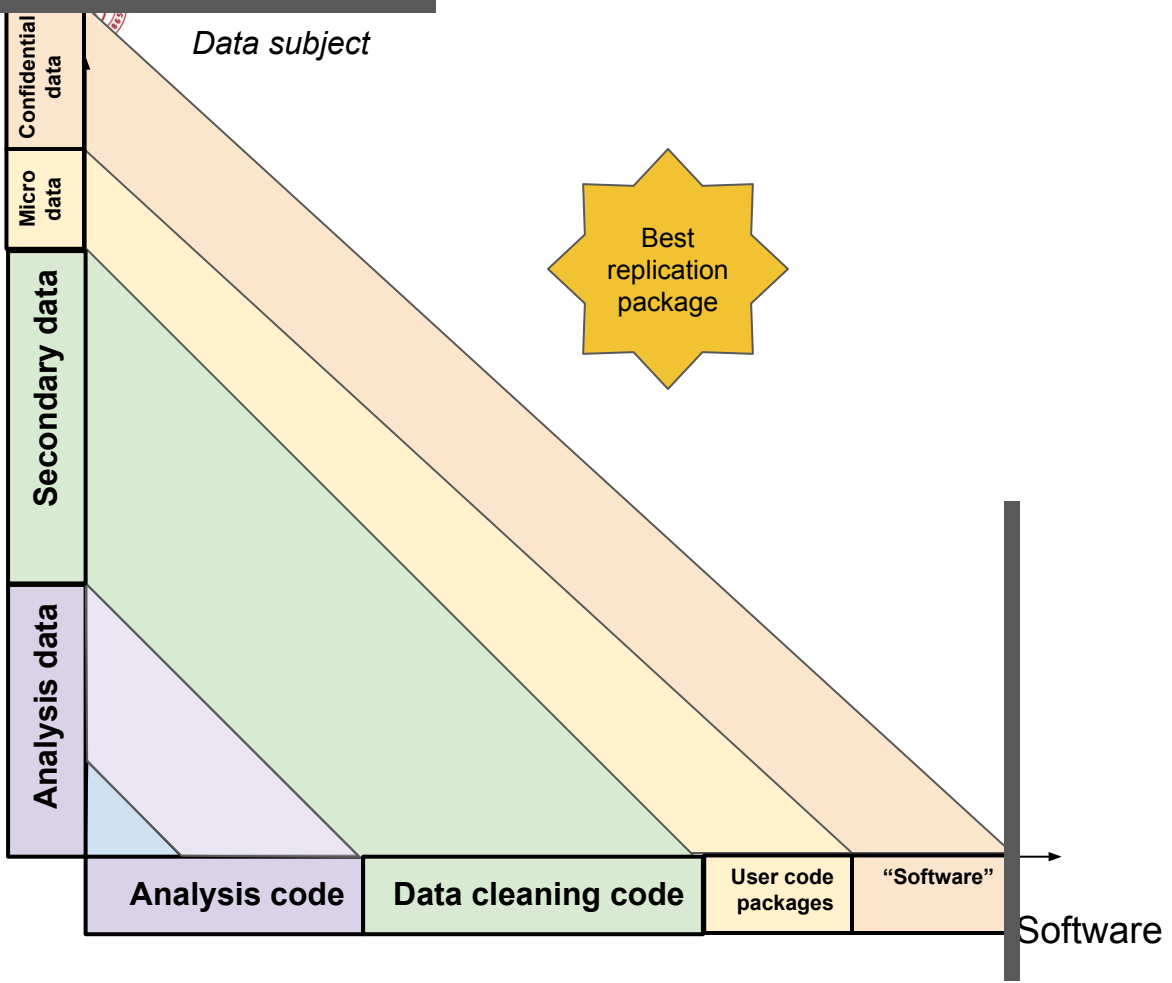 Data subject
Confidential
data
Micro
data
Secondary data
Analysis data
Best
replication
package
Analysis code
Data cleaning code
User code
packages
“Software”
Software